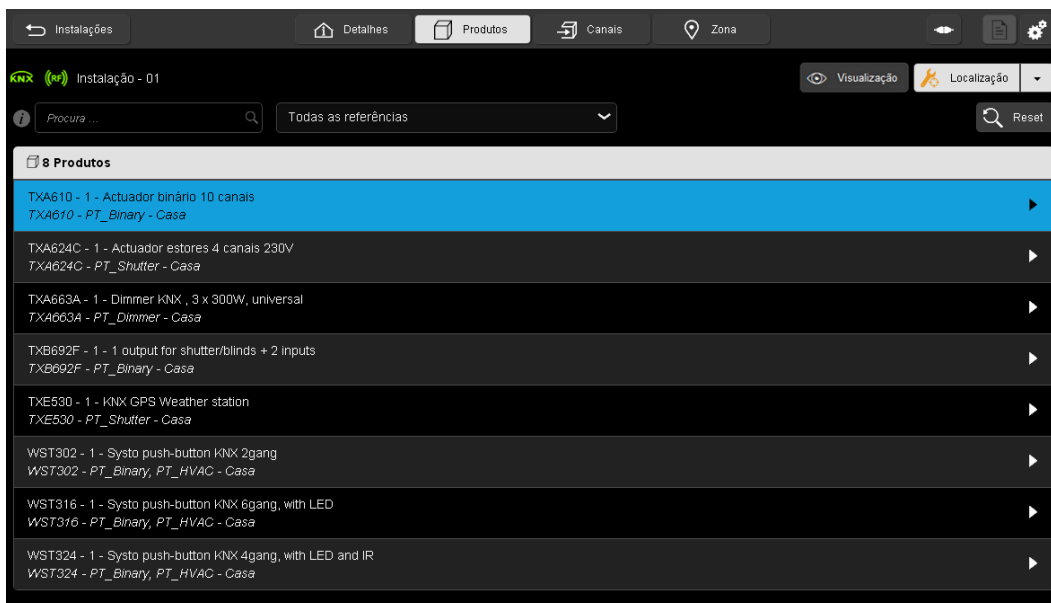 Instalações
Detalhes
Produtos
Canais
Zona
KNX (RF) Instalação - 01
Visualização
Localização
Procura ...
Todas as referências
Reset
8 Produtos
TXA610 - 1 - Actuador binário 10 canais
TXA610 - PT_Binary - Casa
TXA624C - 1 - Actuador estores 4 canais 230V
TXA624C - PT_Shutter - Casa
TXA663A - 1 - Dimmer KNX , 3 x 300W, universal
TXA663A - PT_Dimmer - Casa
TXB692F - 1 - 1 output for shutter/blinds + 2 inputs
TXB692F - PT_Binary - Casa
TXE530 - 1 - KNX GPS Weather station
TXE530 - PT_Shutter - Casa
WST302 - 1 - Systo push-button KNX 2gang
WST302 - PT_Binary, PT_HVAC - Casa
WST316 - 1 - Systo push-button KNX 6gang, with LED
WST316 - PT_Binary, PT_HVAC - Casa
WST324 - 1 - Systo push-button KNX 4gang, with LED and IR
WST324 - PT_Binary, PT_HVAC - Casa